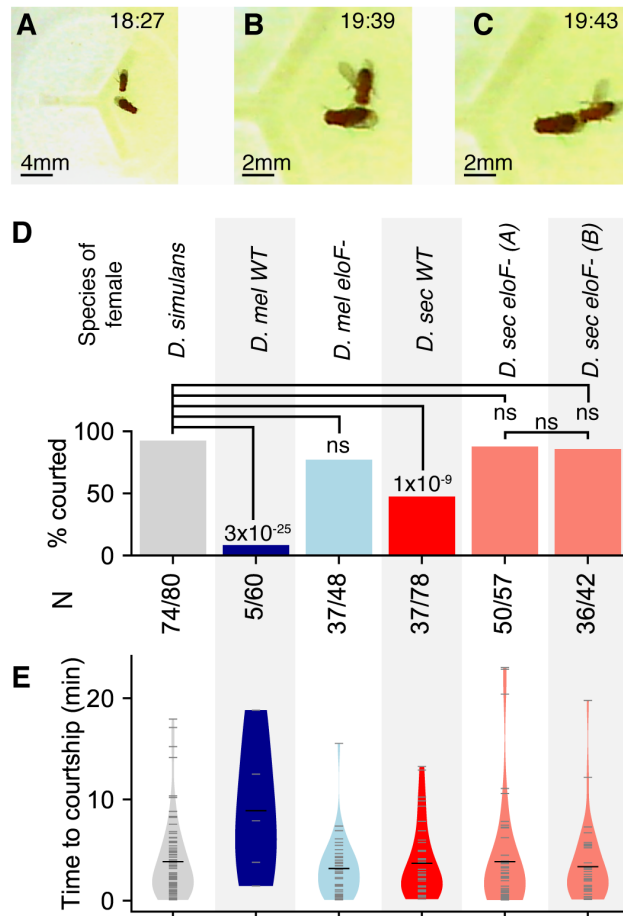 A 18:27
4mm
B 19:39
2mm
C 19:43
2mm
D
Species of female
D. simulans
D. mel WT
D. mel eloF-
D. sec WT
D. sec eloF- (A)
D. sec eloF- (B)
% courted
100
50
0
3x10⁻²⁵
ns
1x10⁻⁹
ns
ns
ns
N
74/80
5/60
37/48
37/78
50/57
36/42
E
Time to courtship (min)
20
10
0